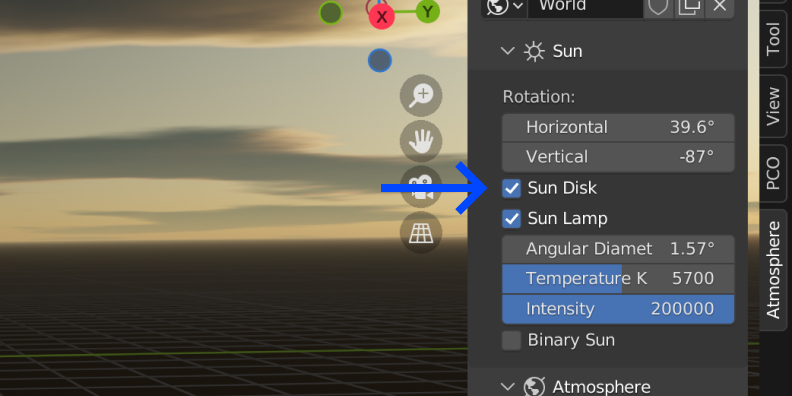 World
X
Y
Sun
Rotation:
Horizontal 39.6°
Vertical -87°
Sun Disk
Sun Lamp
Angular Diamet 1.57°
Temperature K 5700
Intensity 200000
Binary Sun
Atmosphere
Tool
View
PCO
Atmosphere